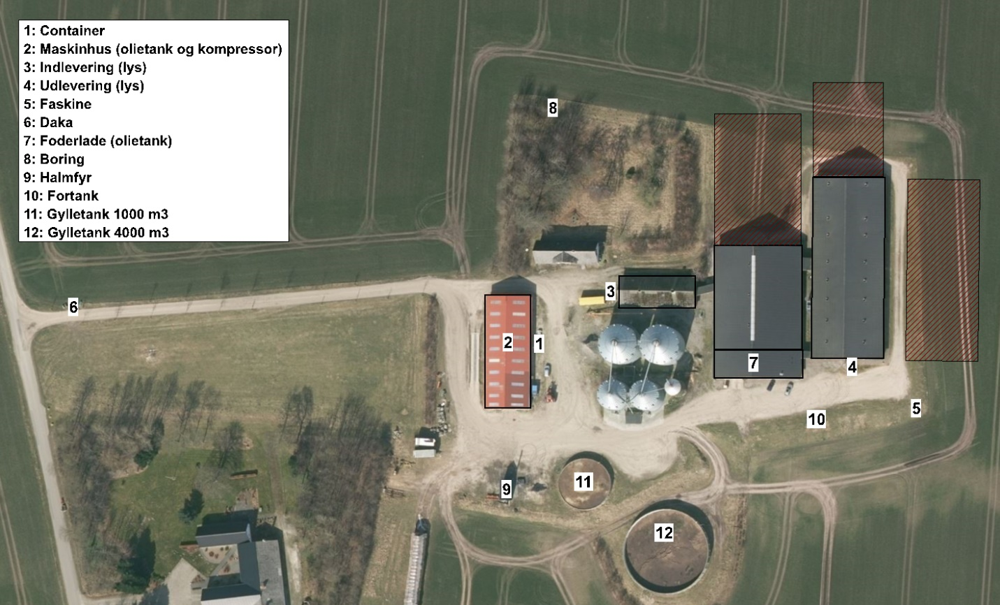 1: Container
2: Maskinhus (olietank og kompressor)
3: Indlevering (lys)
4: Udlevering (lys)
5: Faskine
6: Daka
7: Foderlade (olietank)
8: Boring
9: Halmfyr
10: Fortank
11: Gylletank 1000 m3
12: Gylletank 4000 m3
8
3
6
2
1
7
4
5
10
11
9
12